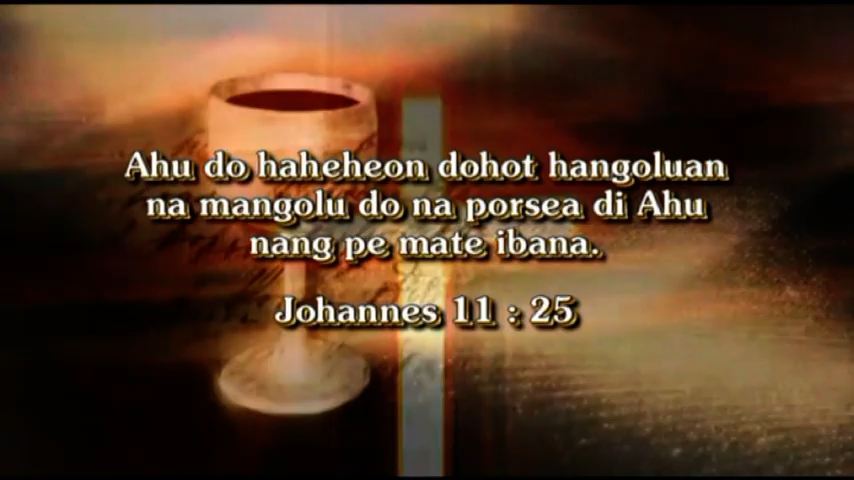 Ahu do haheheon dohot hangoluan
na mangolu do na porsea di Ahu
nang pe mate ibana.
Johannes 11 : 25